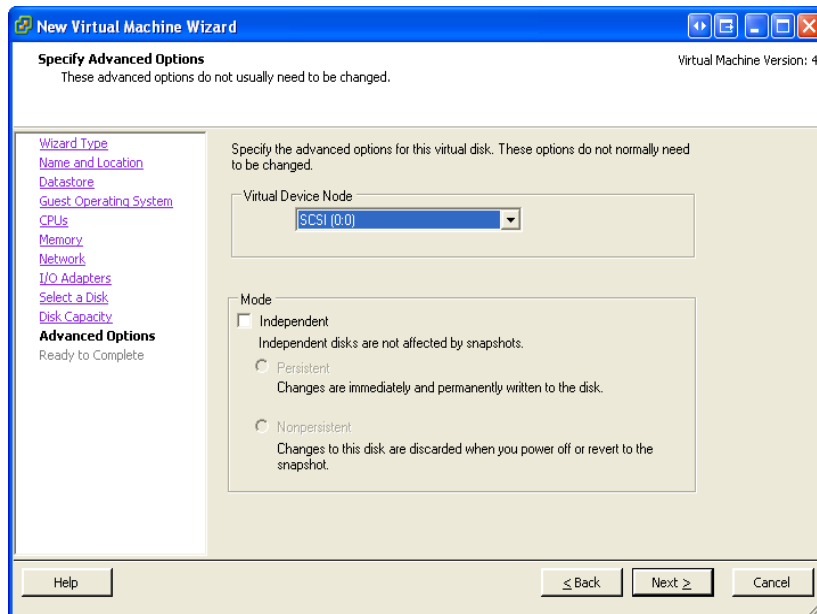 New Virtual Machine Wizard
Specify Advanced Options
These advanced options do not usually need to be changed.
Virtual Machine Version: 4
Wizard Type
Name and Location
Datastore
Guest Operating System
CPUs
Memory
Network
I/O Adapters
Select a Disk
Disk Capacity
Advanced Options
Ready to Complete
Specify the advanced options for this virtual disk. These options do not normally need
to be changed.
Virtual Device Node
SCSI (0:0)
Mode
Independent
Independent disks are not affected by snapshots.
Persistent
Changes are immediately and permanently written to the disk.
Nonpersistent
Changes to this disk are discarded when you power off or revert to the
snapshot.
Help
< Back
Next >
Cancel